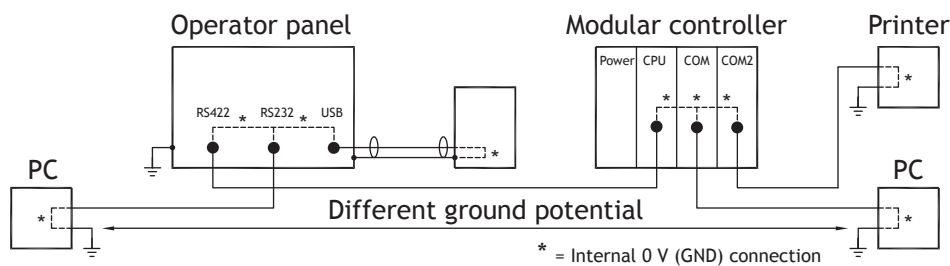 Operator panel
Modular controller
Printer
Power CPU COM COM2
*
* * *
RS422 * RS232 * USB
*
PC
PC
*
*
Different ground potential
* = Internal 0 V (GND) connection